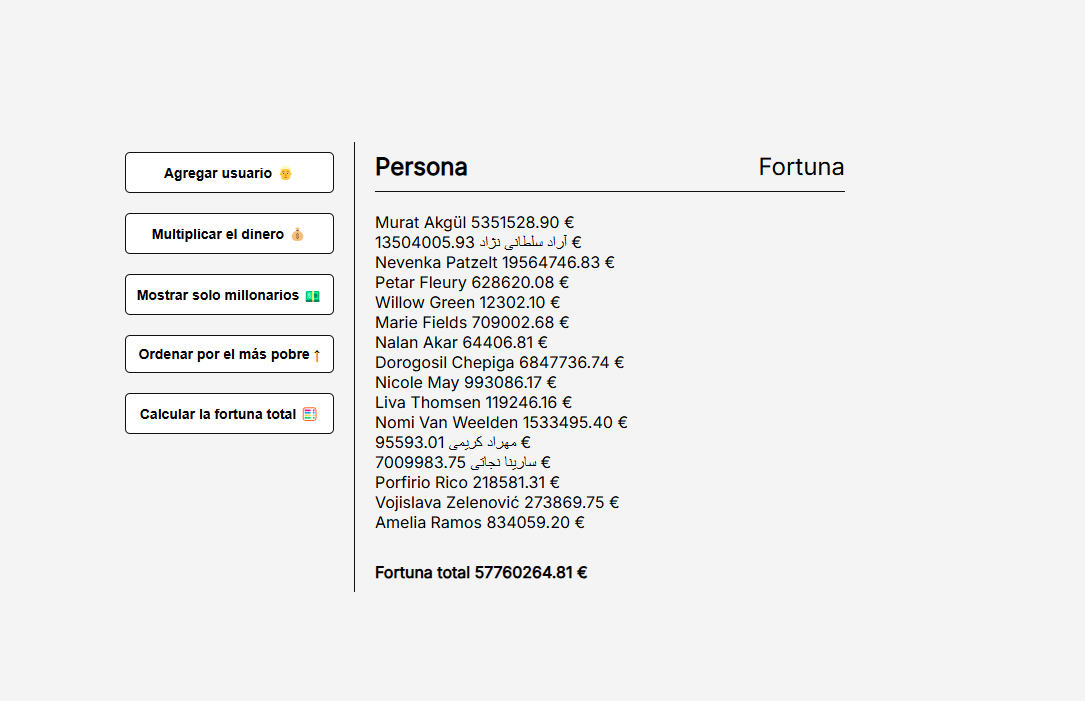 Agregar usuario 👴
Multiplicar el dinero 💰
Mostrar solo millonarios 💵
Ordenar por el más pobre ↑
Calcular la fortuna total 🧮
Persona Fortuna
Murat Akgül 5351528.90 €
آراد سلطانی نژاد 13504005.93 €
Nevenka Patzelt 19564746.83 €
Petar Fleury 628620.08 €
Willow Green 12302.10 €
Marie Fields 709002.68 €
Nalan Akar 64406.81 €
Dorogosil Chepiga 6847736.74 €
Nicole May 993086.17 €
Liva Thomsen 119246.16 €
Nomi Van Weelden 1533495.40 €
مهراد کریمی 95593.01 €
سارینا نجاتی 7009983.75 €
Porfirio Rico 218581.31 €
Vojislava Zelenović 273869.75 €
Amelia Ramos 834059.20 €
Fortuna total 57760264.81 €